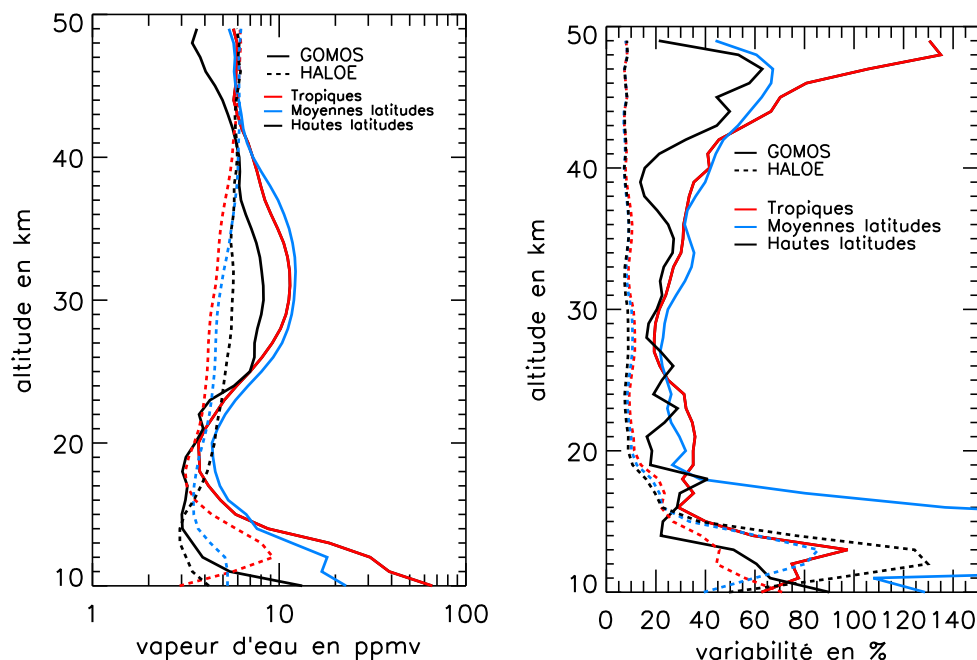 50
40
30
20
10
altitude en km
GOMOS
HALOE
Tropiques
Moyennes latitudes
Hautes latitudes
1
10
100
vapeur d'eau en ppmv
50
40
30
20
10
altitude en km
GOMOS
HALOE
Tropiques
Moyennes latitudes
Hautes latitudes
0
20
40
60
80
100
120
140
variabilité en %